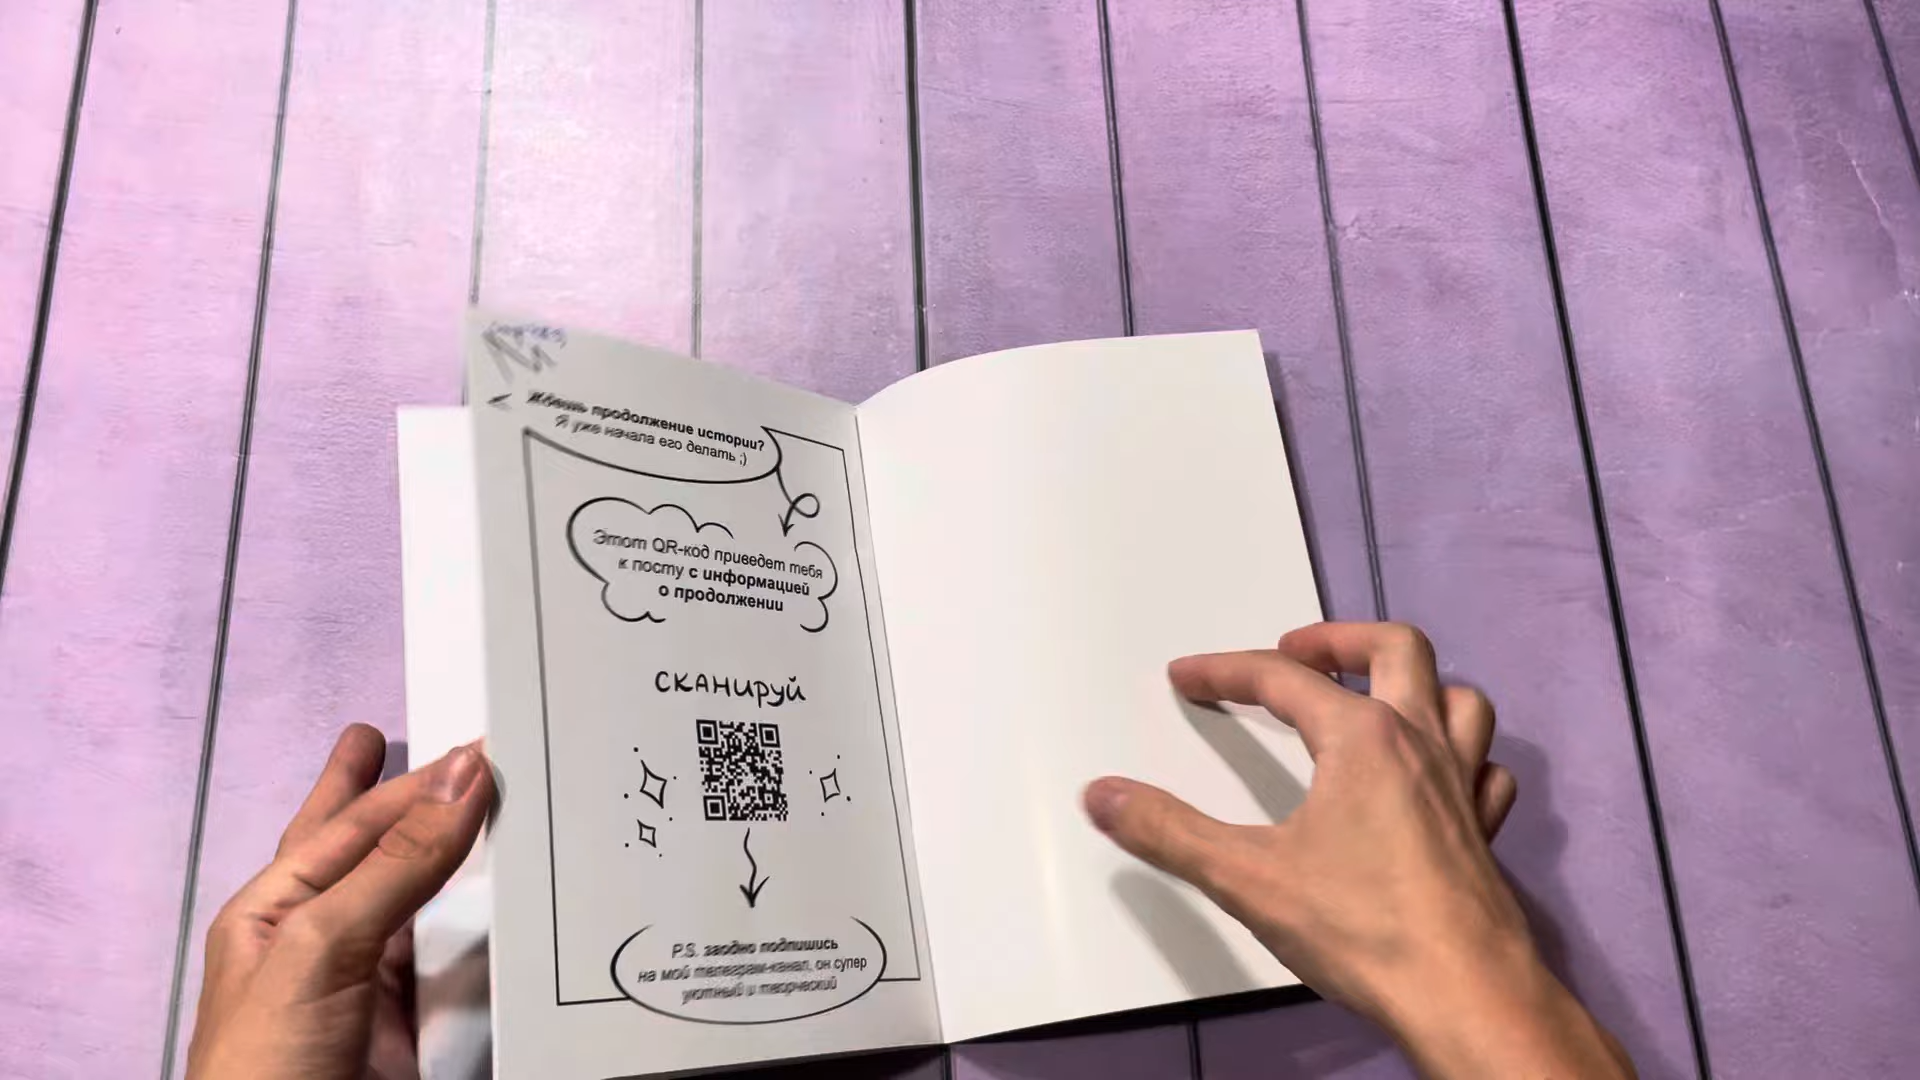 Ждёшь продолжение истории?
Я уже начала его делать ;)
Этот QR-код приведет тебя
к посту с информацией
о продолжении
СКАНИРУЙ
P.S. заодно подпишись
на мой телеграм-канал, он супер
уютный и творческий